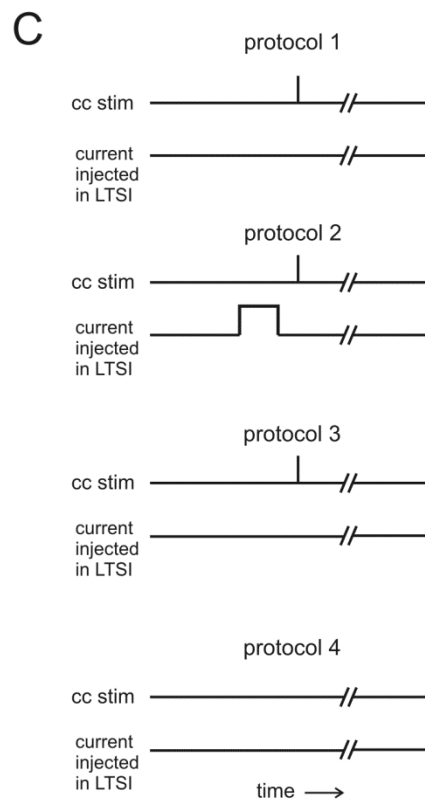 C
protocol 1
cc stim
current
injected
in LTSI
protocol 2
cc stim
current
injected
in LTSI
protocol 3
cc stim
current
injected
in LTSI
protocol 4
cc stim
current
injected
in LTSI
time